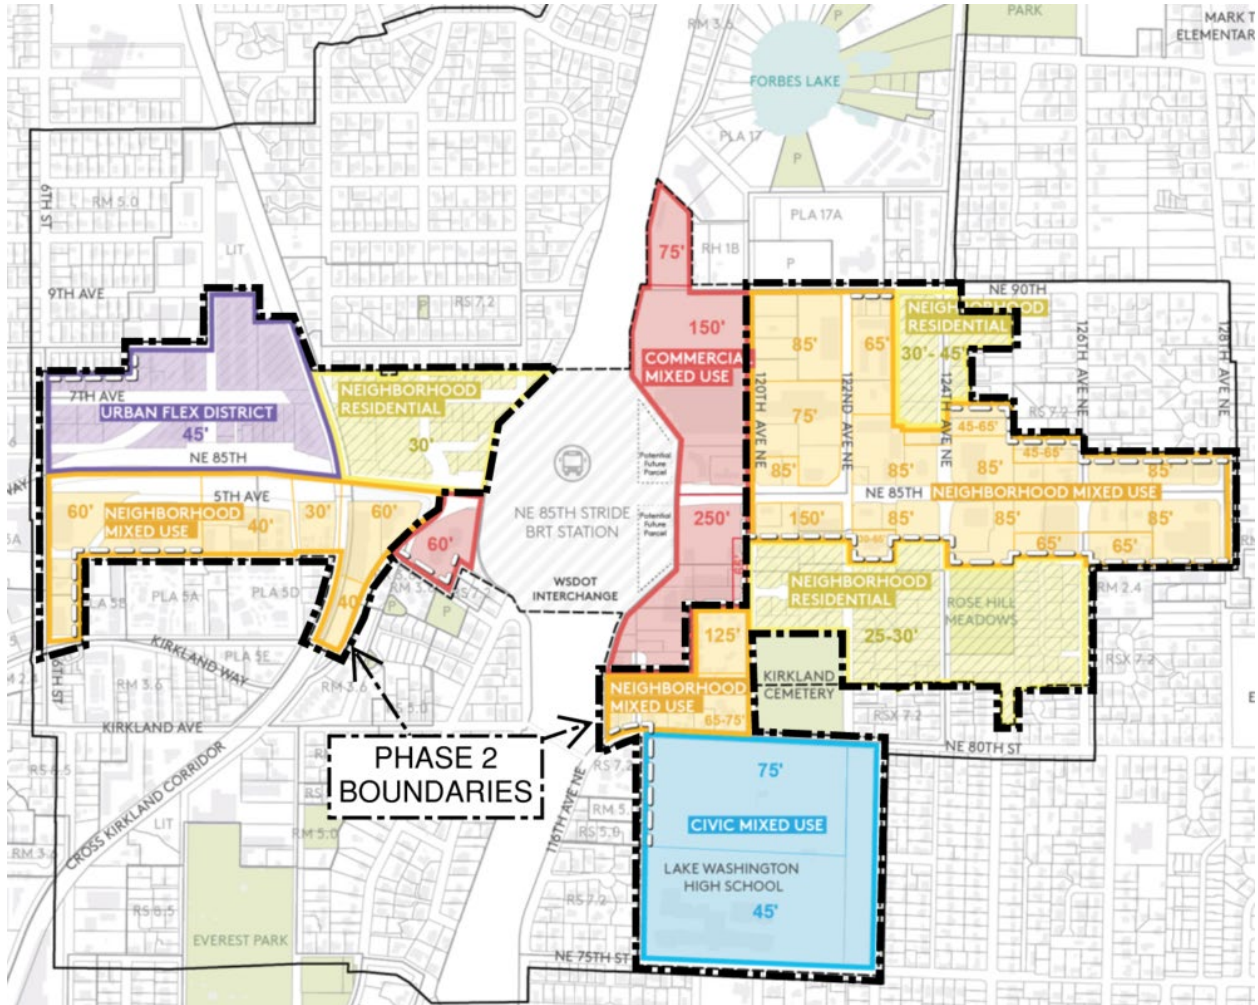 PARK
MARK T
ELEMENTAR
RM 3.6
P
FORBES LAKE
PLA 17
P
6TH ST
RM 5.0
LIT
PLA 17A
RH 1B
P
75'
9TH AVE
P
RS 7.2
NE 90TH
NEIGHBORHOOD
RESIDENTIAL
30' - 45'
150'
COMMERCIAL
MIXED USE
85'
65'
120TH AVE NE
122ND AVE NE
124TH AVE NE
126TH AVE NE
128TH AVE NE
7TH AVE
URBAN FLEX DISTRICT
45'
NE 85TH
NEIGHBORHOOD
RESIDENTIAL
30'
75'
RS 7.2
45-65'
45-65'
Potential
Future
Parcel
85'
85'
85'
85'
5TH AVE
60'
NEIGHBORHOOD
MIXED USE
40'
30'
60'
60'
NE 85TH STRIDE
BRT STATION
Potential
Future
Parcel
250'
NE 85TH
NEIGHBORHOOD MIXED USE
150'
85'
85'
85'
65'
65'
WSDOT
INTERCHANGE
PLA 5A
PLA 5D
40'
P
RS 7.2
NEIGHBORHOOD
RESIDENTIAL
25-30'
ROSE HILL
MEADOWS
RM 2.4
KIRKLAND WAY
PLA 5E
6TH ST
RM 3.6
RM 3.6
125'
NEIGHBORHOOD
MIXED USE
65-75'
KIRKLAND
CEMETERY
RSX 7.2
RSX 7.2
KIRKLAND AVE
PHASE 2
BOUNDARIES
NE 80TH ST
CROSS KIRKLAND CORRIDOR
116TH AVE NE
75'
CIVIC MIXED USE
LAKE WASHINGTON
HIGH SCHOOL
45'
LIT
RM 3.6
RM 5.0
RS 5.0
RS 7.2
EVEREST PARK
NE 75TH ST